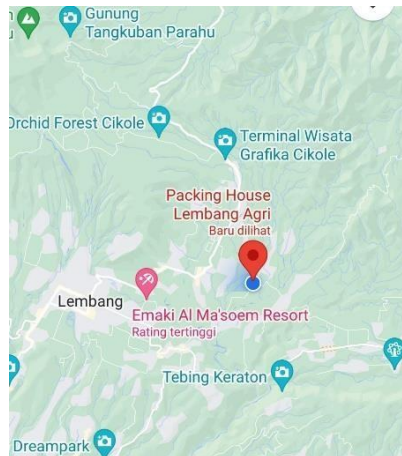 Gunung
Tangkuban Parahu
Orchid Forest Cikole
Terminal Wisata
Grafika Cikole
Packing House
Lembang Agri
Baru dilihat
Lembang
Emaki Al Ma'soem Resort
Rating tertinggi
Tebing Keraton
Dreampark